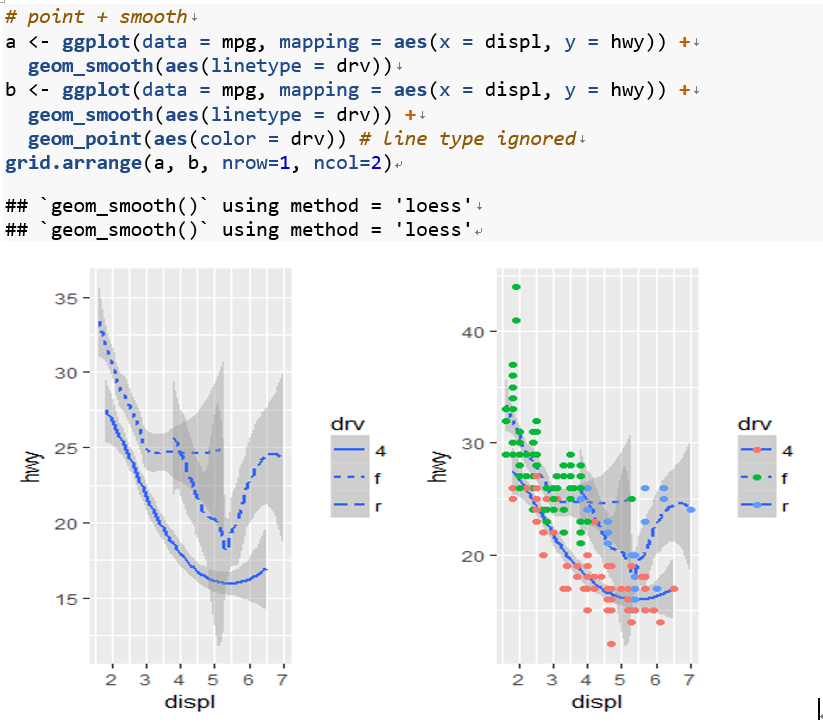 # point + smooth↓
a <- ggplot(data = mpg, mapping = aes(x = displ, y = hwy)) +↓
  geom_smooth(aes(linetype = drv))↓
b <- ggplot(data = mpg, mapping = aes(x = displ, y = hwy)) +↓
  geom_smooth(aes(linetype = drv)) +↓
  geom_point(aes(color = drv)) # line type ignored↓
grid.arrange(a, b, nrow=1, ncol=2)↵
## `geom_smooth()` using method = 'loess'↓
## `geom_smooth()` using method = 'loess'↵
35
30
25
20
15
hwy
2 3 4 5 6 7
displ
drv
4
f
r
40
30
20
hwy
2 3 4 5 6 7
displ
drv
4
f
r